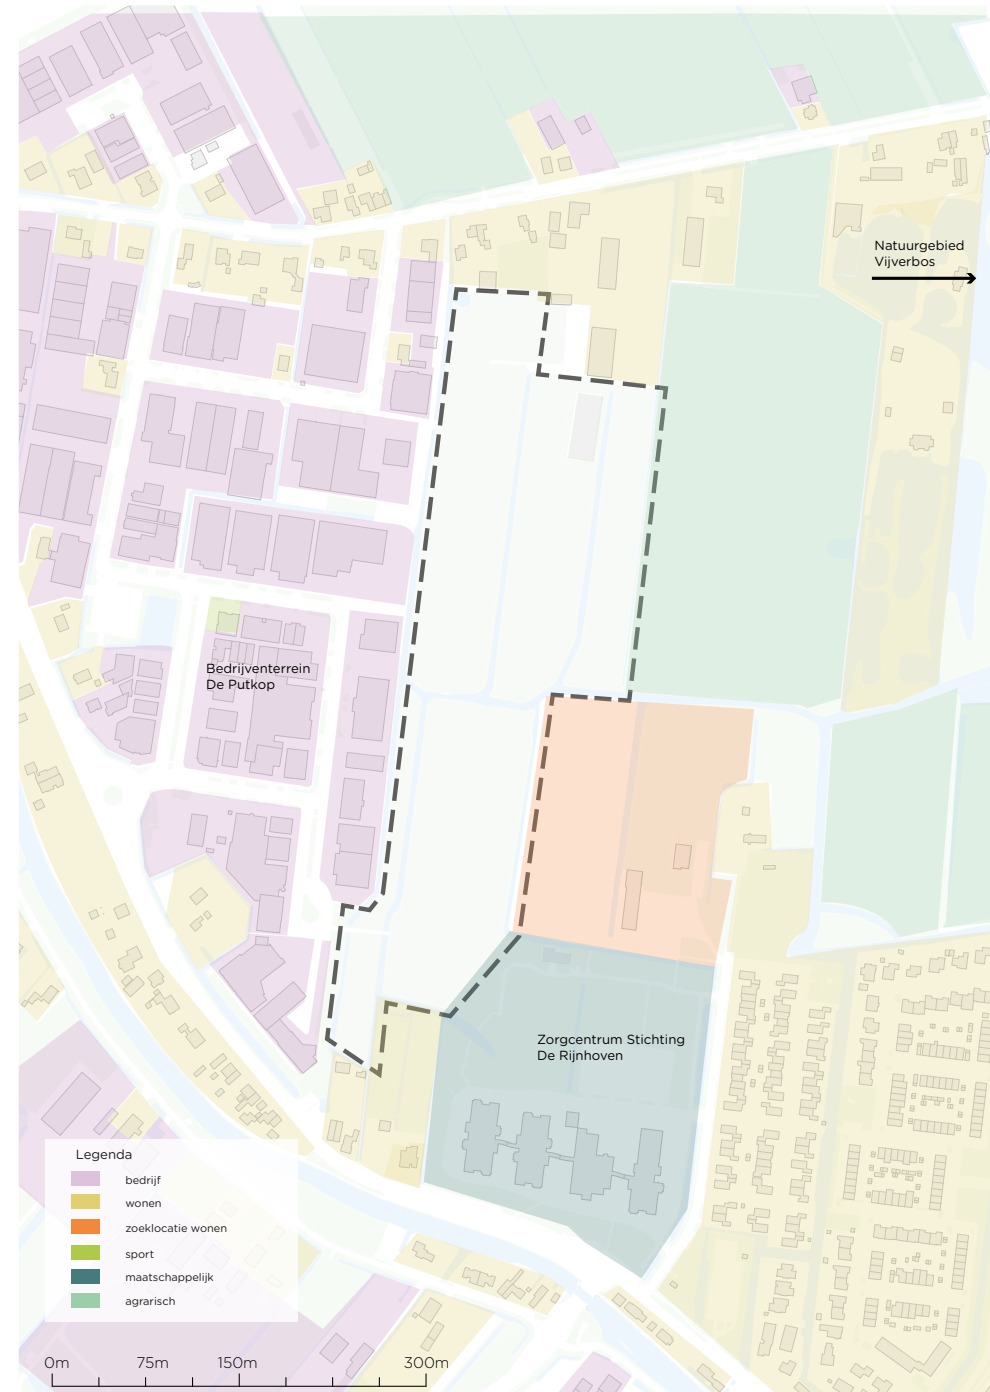 Natuurgebied
Vijverbos
Bedrijventerrein
De Putkop
Zorgcentrum Stichting
De Rijnhoven
Legenda
bedrijf
wonen
zoeklocatie wonen
sport
maatschappelijk
agrarisch
0m 75m 150m 300m